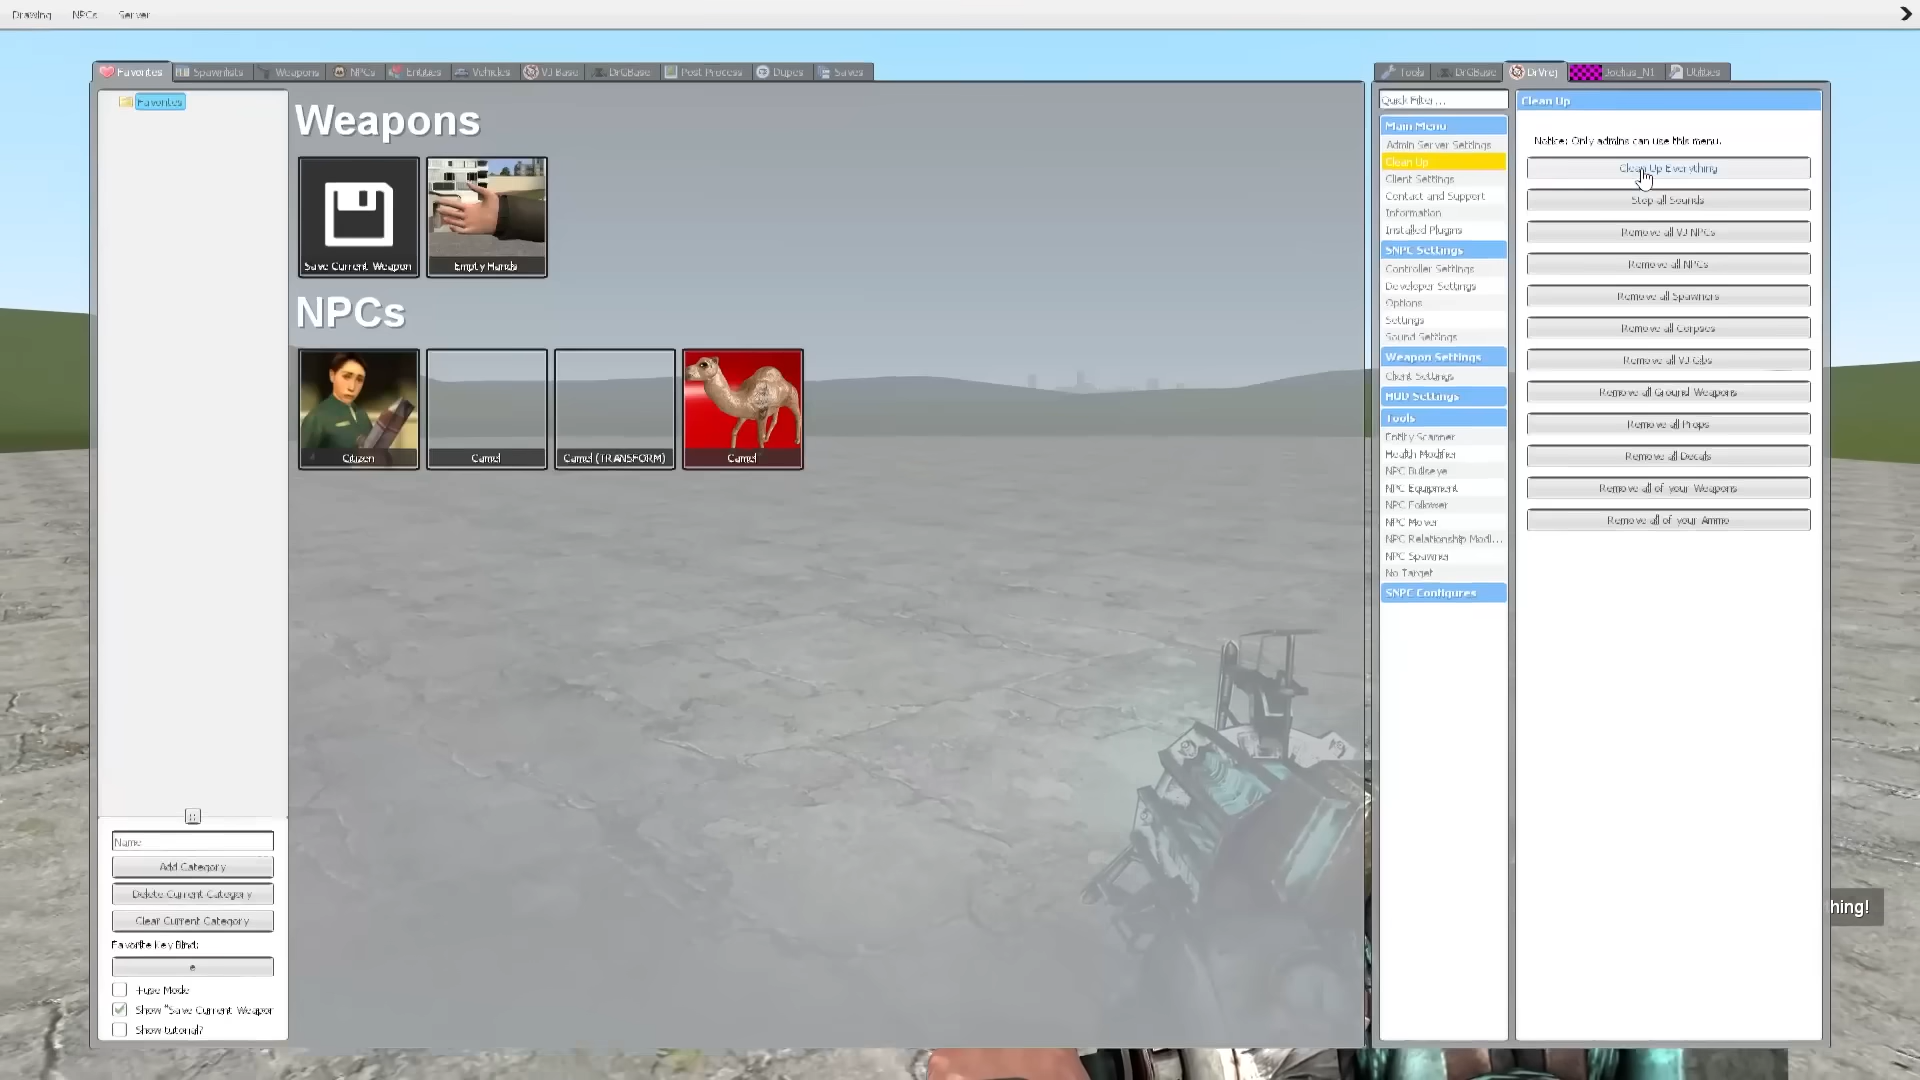 Drawing NPCs Server
Favorites Spawnlists Weapons NPCs Entities Vehicles VJ Base DrGBase Post Process Dupes Saves
Favorites
Weapons
Save Current Weapon
Empty Hands
NPCs
Citizen
Camel
Camel (TRANSFORM)
Camel
Name
Add Category
Delete Current Category
Clear Current Category
Favorite Key Bind:
e
+use Mode
Show "Save Current Weapon
Show tutorial?
Tools DrGBase DrVrej Utilities
Quick Filter ...
Main Menu
Admin Server Settings
Clean Up
Client Settings
Contact and Support
Information
Installed Plugins
SNPC Settings
Controller Settings
Developer Settings
Options
Settings
Sound Settings
Weapon Settings
Client Settings
HUD Settings
Tools
Entity Scanner
Health Modifier
NPC Bullseye
NPC Equipment
NPC Follower
NPC Mover
NPC Relationship Modi...
NPC Spawner
No Target
SNPC Configures
Clean Up
Notice: Only admins can use this menu.
Clean Up Everything
Stop all Sounds
Remove all VJ NPCs
Remove all NPCs
Remove all Spawners
Remove all Corpses
Remove all VJ Gibs
Remove all Ground Weapons
Remove all Props
Remove all Decals
Remove all of your Weapons
Remove all of your Ammo
hing!